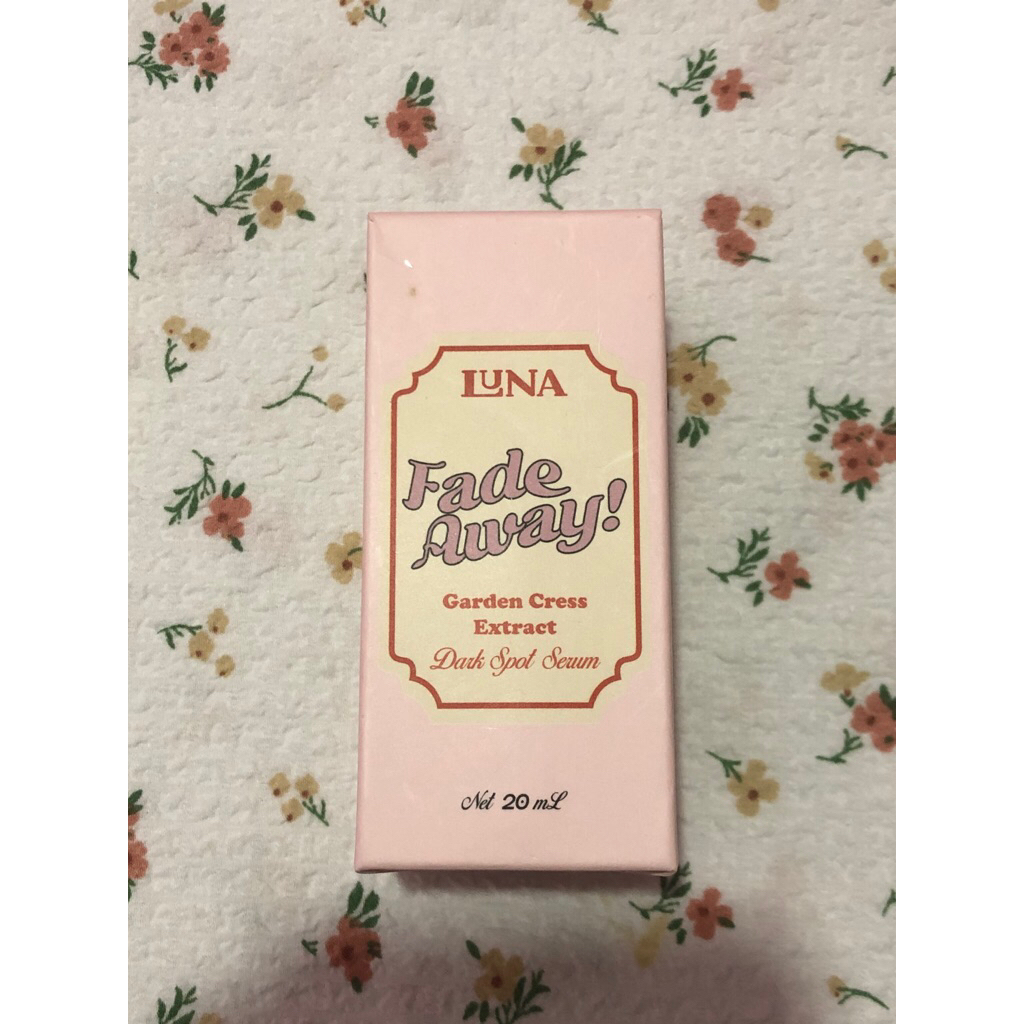 LUNA
Fade
Away!
Garden Cress
Extract
Dark Spot Serum
Net 20 mL